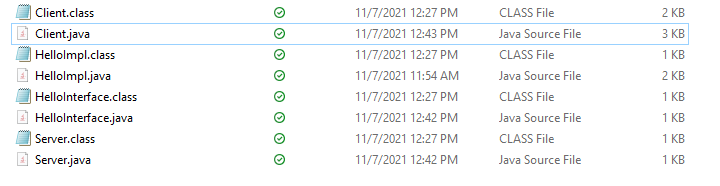 Client.class 11/7/2021 12:27 PM CLASS File 2 KB
Client.java 11/7/2021 12:43 PM Java Source File 3 KB
HelloImpl.class 11/7/2021 12:27 PM CLASS File 1 KB
HelloImpl.java 11/7/2021 11:54 AM Java Source File 2 KB
HelloInterface.class 11/7/2021 12:27 PM CLASS File 1 KB
HelloInterface.java 11/7/2021 12:42 PM Java Source File 1 KB
Server.class 11/7/2021 12:27 PM CLASS File 1 KB
Server.java 11/7/2021 12:42 PM Java Source File 1 KB